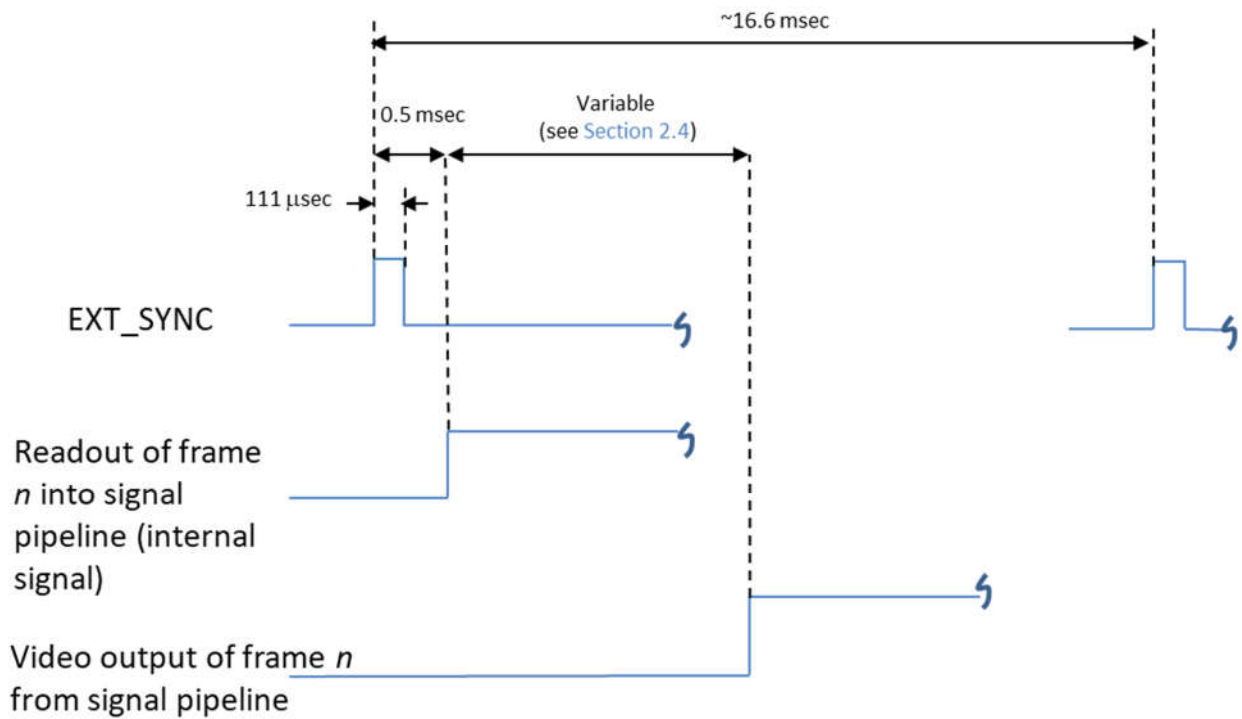 ~16.6 msec
Variable
(see Section 2.4)
0.5 msec
111 μsec
EXT_SYNC
Readout of frame
n into signal
pipeline (internal
signal)
Video output of frame n
from signal pipeline